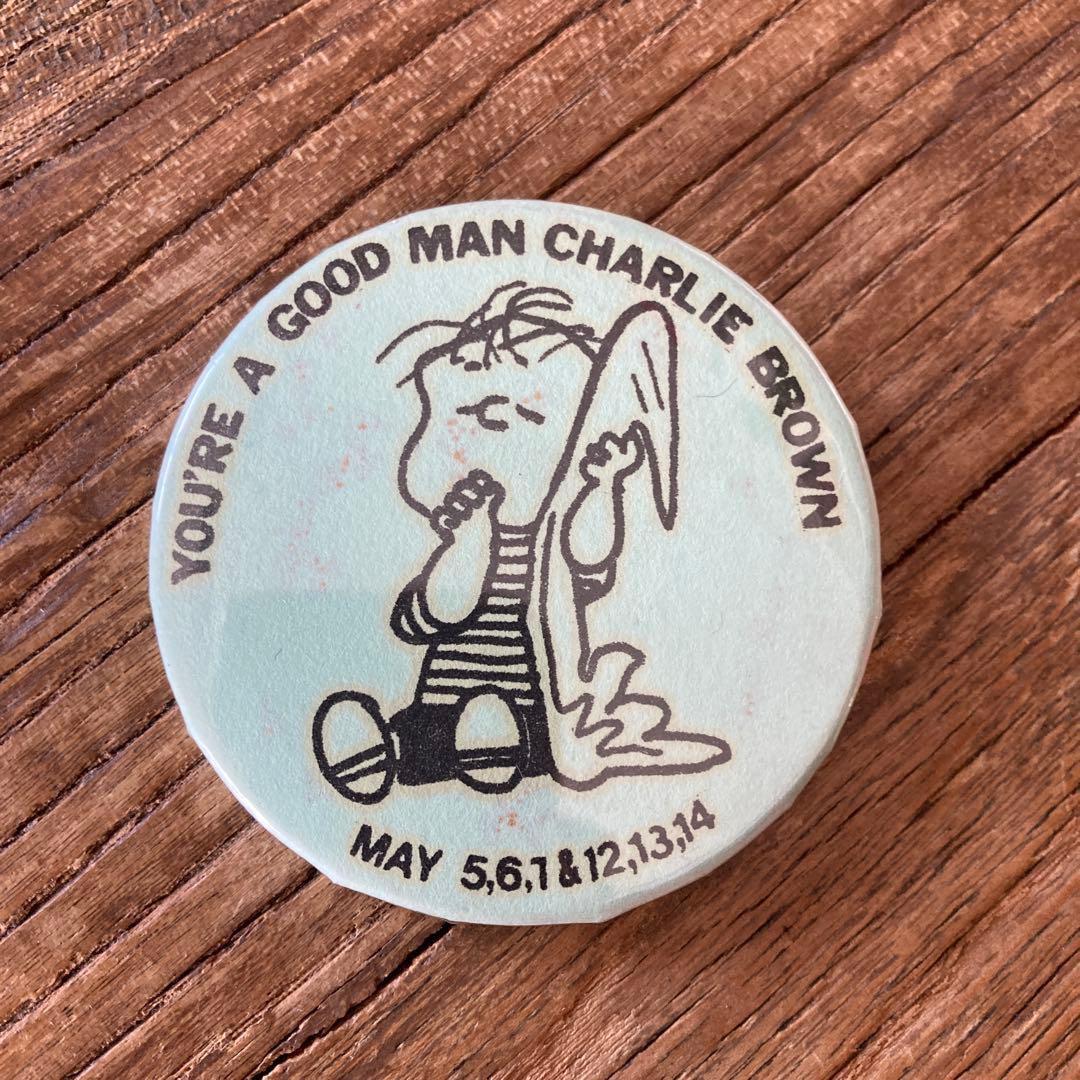 YOU'RE A GOOD MAN CHARLIE BROWN
MAY 5,6,7 & 12,13,14